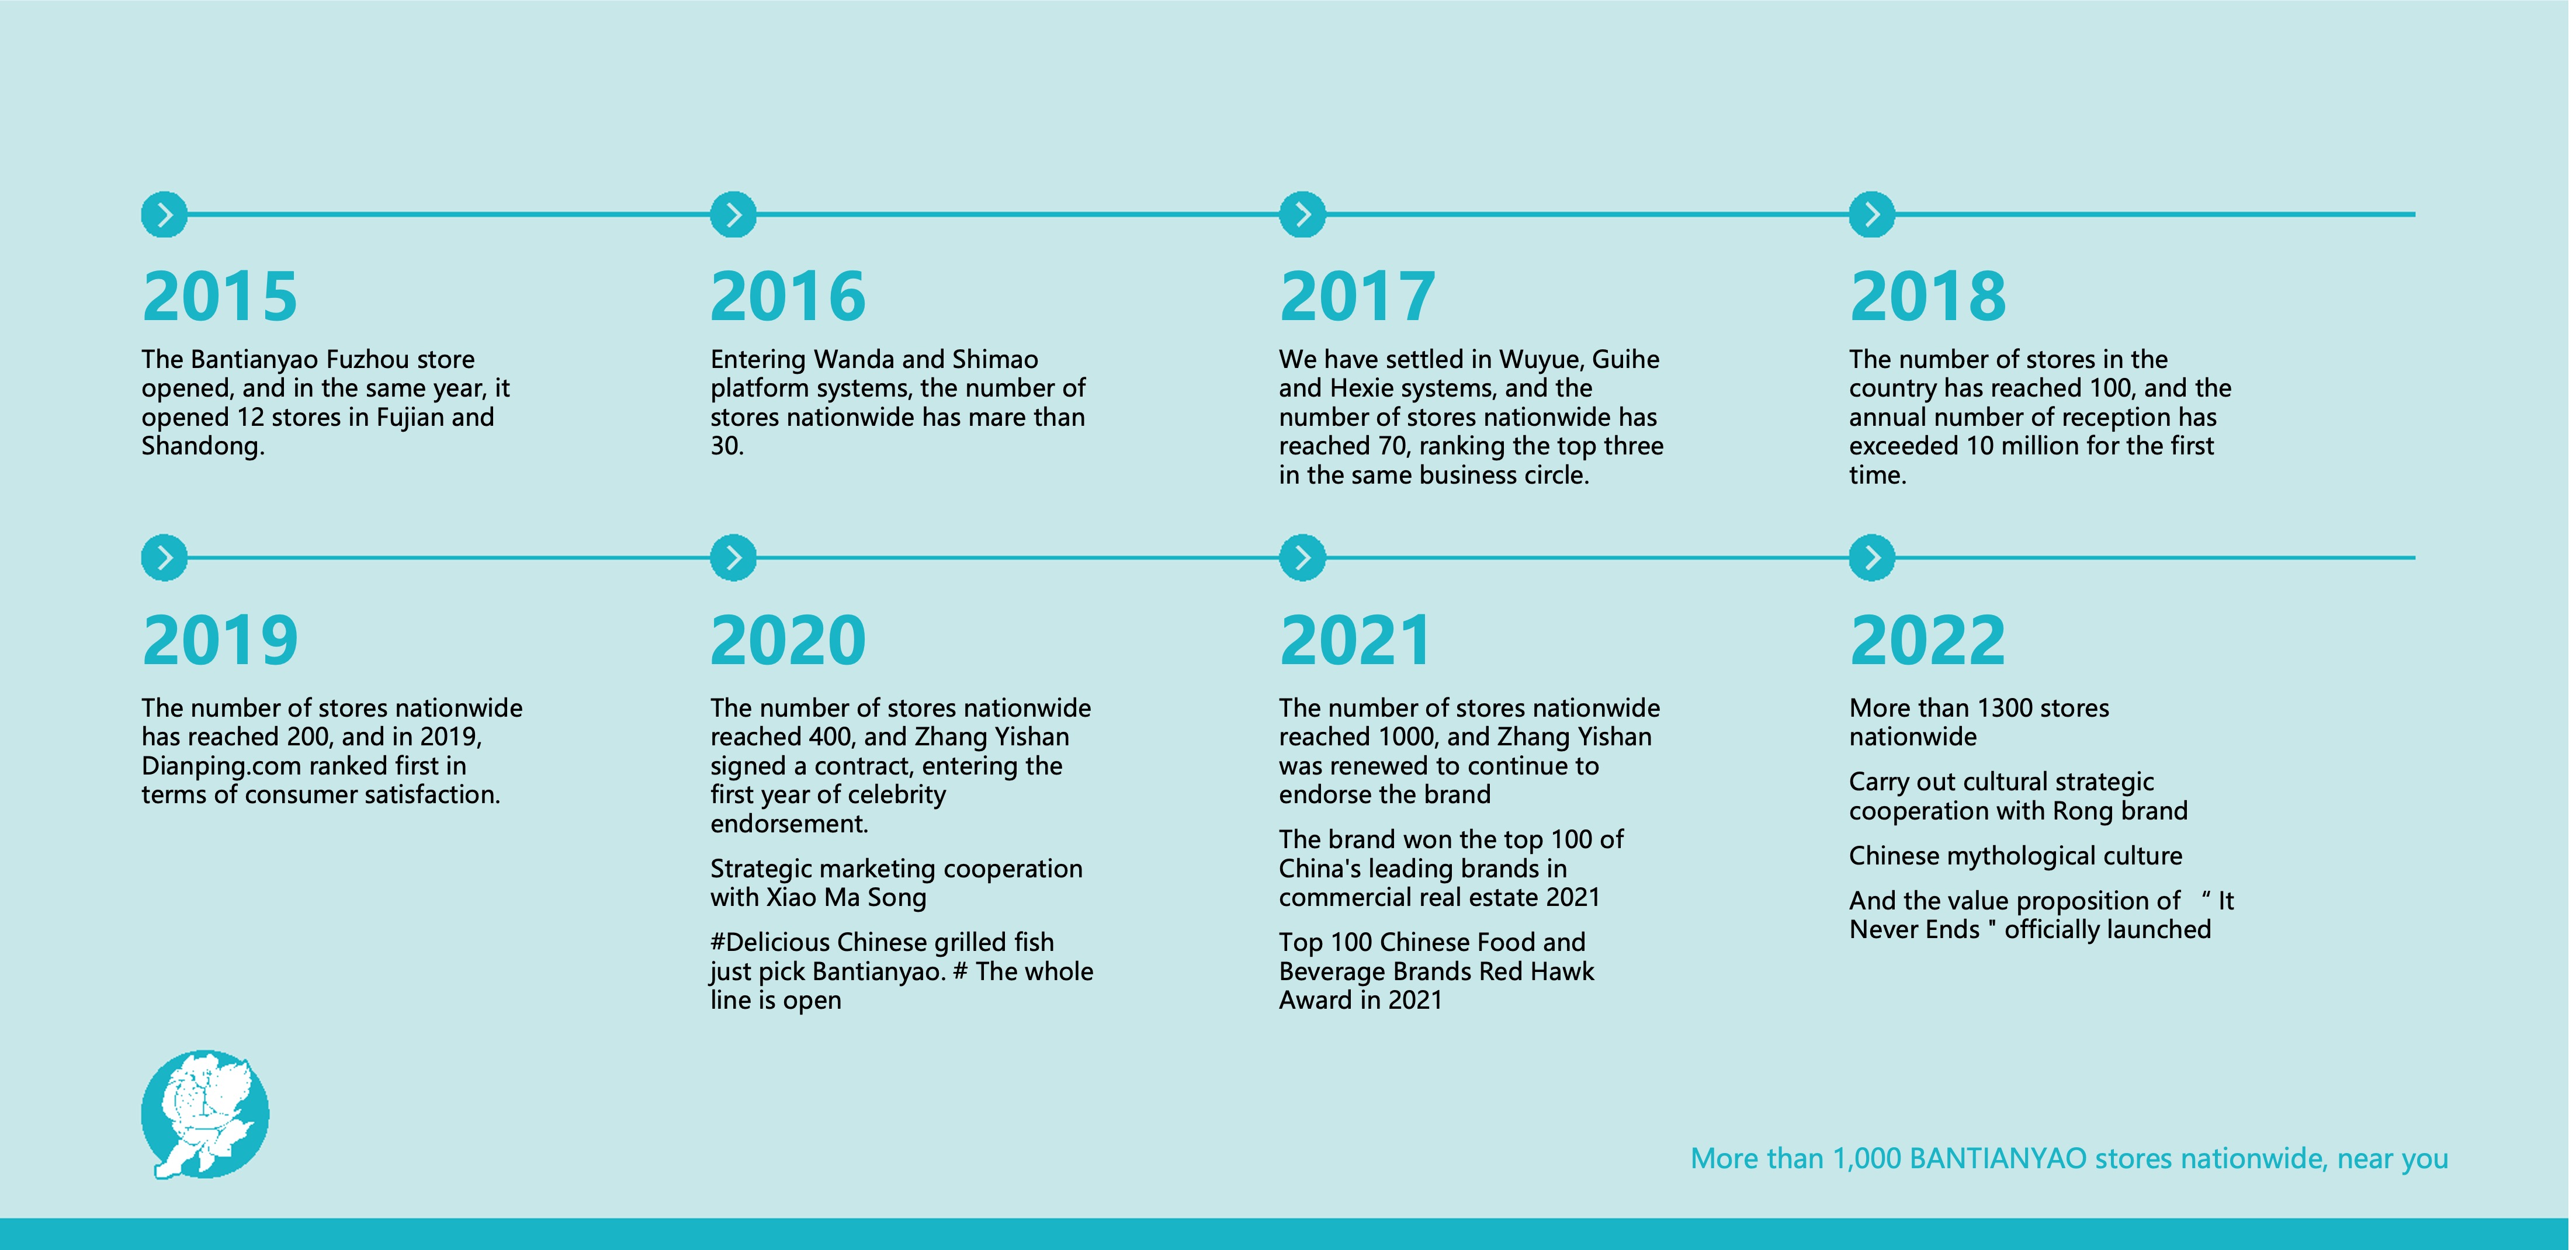 2015
The Bantianyao Fuzhou store
opened, and in the same year, it
opened 12 stores in Fujian and
Shandong.
2016
Entering Wanda and Shimao
platform systems, the number of
stores nationwide has mare than
30.
2017
We have settled in Wuyue, Guihe
and Hexie systems, and the
number of stores nationwide has
reached 70, ranking the top three
in the same business circle.
2018
The number of stores in the
country has reached 100, and the
annual number of reception has
exceeded 10 million for the first
time.
2019
The number of stores nationwide
has reached 200, and in 2019,
Dianping.com ranked first in
terms of consumer satisfaction.
2020
The number of stores nationwide
reached 400, and Zhang Yishan
signed a contract, entering the
first year of celebrity
endorsement.
Strategic marketing cooperation
with Xiao Ma Song
#Delicious Chinese grilled fish
just pick Bantianyao. # The whole
line is open
2021
The number of stores nationwide
reached 1000, and Zhang Yishan
was renewed to continue to
endorse the brand
The brand won the top 100 of
China's leading brands in
commercial real estate 2021
Top 100 Chinese Food and
Beverage Brands Red Hawk
Award in 2021
2022
More than 1300 stores
nationwide
Carry out cultural strategic
cooperation with Rong brand
Chinese mythological culture
And the value proposition of “ It
Never Ends " officially launched
More than 1,000 BANTIANYAO stores nationwide, near you